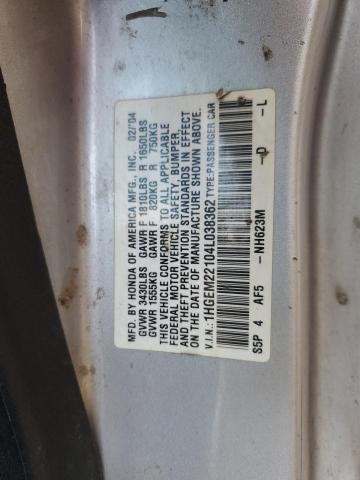 MFD. BY HONDA OF AMERICA MFG., INC. 02/'04
GVWR 3430LBS GAWR F 1810LBS R 1650LBS
GVWR 1555KG GAWR F 820KG R 750KG
THIS VEHICLE CONFORMS TO ALL APPLICABLE
FEDERAL MOTOR VEHICLE SAFETY, BUMPER,
AND THEFT PREVENTION STANDARDS IN EFFECT
ON THE DATE OF MANUFACTURE SHOWN ABOVE.
V.I.N.: 1HGEM22104L038362 TYPE:PASSENGER CAR
S5P 4 AF5 -NH623M -D -L